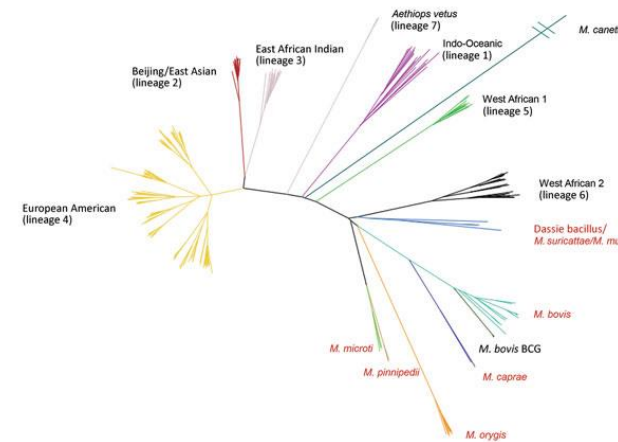 Aethiops vetus
(lineage 7)
M. canet
Indo-Oceanic
(lineage 1)
East African Indian
(lineage 3)
Beijing/East Asian
(lineage 2)
West African 1
(lineage 5)
West African 2
(lineage 6)
European American
(lineage 4)
Dassie bacillus/
M. suricattae/M. mu
M. bovis
M. bovis BCG
M. microti
M. pinnipedii
M. caprae
M. orygis